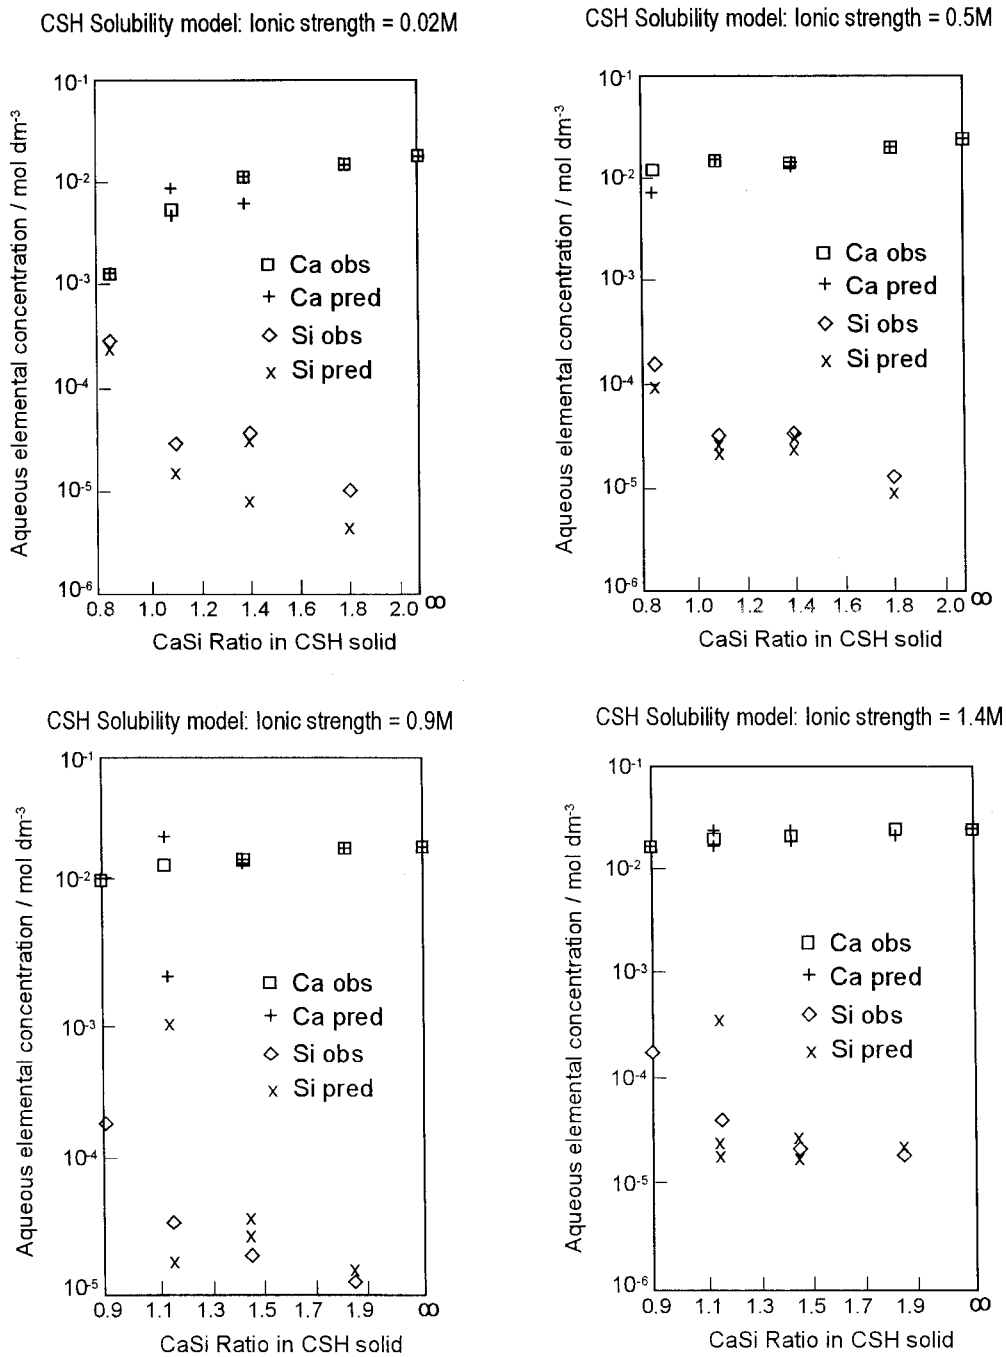 CSH Solubility model: Ionic strength = 0.02M
Aqueous elemental concentration / mol dm-3
10-1
10-2
10-3
10-4
10-5
10-6
Ca obs
Ca pred
Si obs
Si pred
0.8 1.0 1.2 1.4 1.6 1.8 2.0 ∞
CaSi Ratio in CSH solid
CSH Solubility model: Ionic strength = 0.5M
Aqueous elemental concentration / mol dm-3
10-1
10-2
10-3
10-4
10-5
10-6
Ca obs
Ca pred
Si obs
Si pred
0.8 1.0 1.2 1.4 1.6 1.8 2.0 ∞
CaSi Ratio in CSH solid
CSH Solubility model: Ionic strength = 0.9M
Aqueous elemental concentration / mol dm-3
10-1
10-2
10-3
10-4
10-5
Ca obs
Ca pred
Si obs
Si pred
0.9 1.1 1.3 1.5 1.7 1.9 ∞
CaSi Ratio in CSH solid
CSH Solubility model: Ionic strength = 1.4M
Aqueous elemental concentration / mol dm-3
10-1
10-2
10-3
10-4
10-5
10-6
Ca obs
Ca pred
Si obs
Si pred
0.9 1.1 1.3 1.5 1.7 1.9 ∞
CaSi Ratio in CSH solid